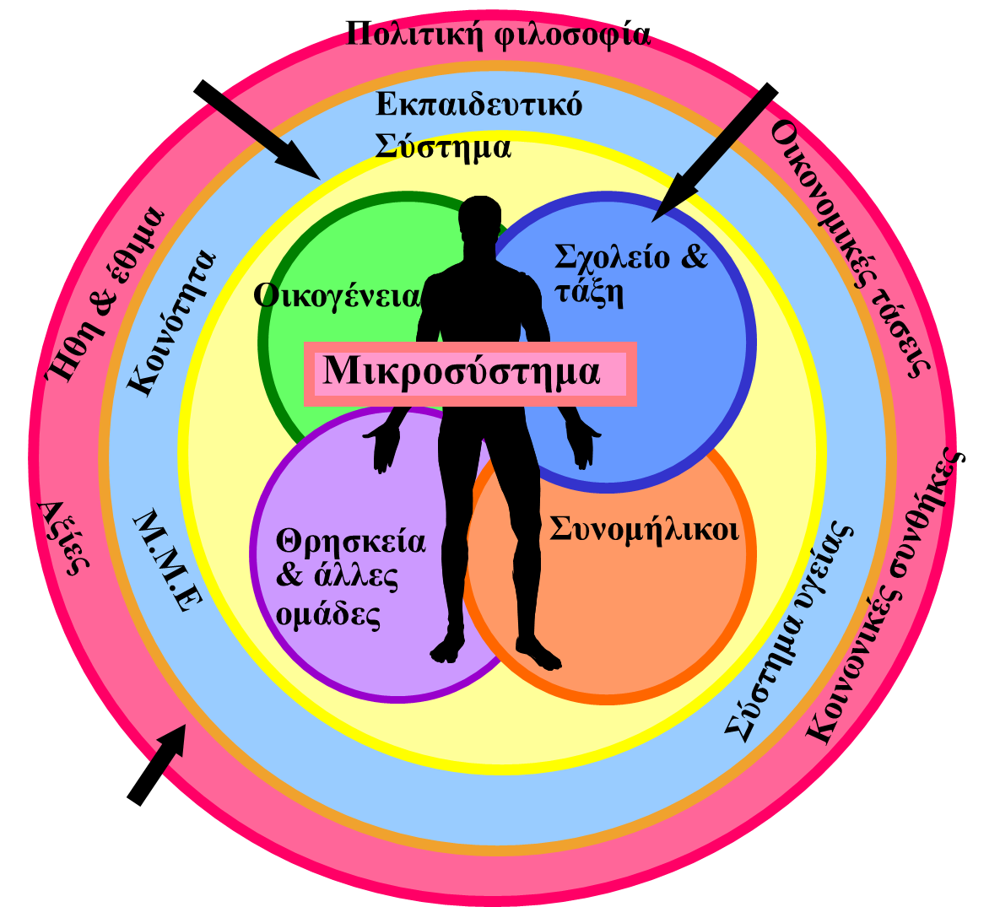 Πολιτική φιλοσοφία
Εκπαιδευτικό
Σύστημα
Οικονομικές τάσεις
Ήθη & έθιμα
Κοινότητα
Σχολείο &
τάξη
Οικογένεια
Μικροσύστημα
Κοινωνικές συνθήκες
Αξίες
Μ.Μ.Ε
Θρησκεία
& άλλες
ομάδες
Συνομήλικοι
Σύστημα υγείας